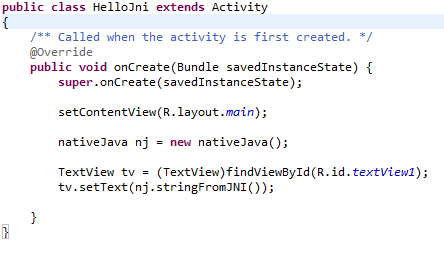 public class HelloJni extends Activity
{
    /** Called when the activity is first created. */
    @Override
    public void onCreate(Bundle savedInstanceState) {
        super.onCreate(savedInstanceState);

        setContentView(R.layout.main);

        nativeJava nj = new nativeJava();

        TextView tv = (TextView)findViewById(R.id.textView1);
        tv.setText(nj.stringFromJNI());

    }
}